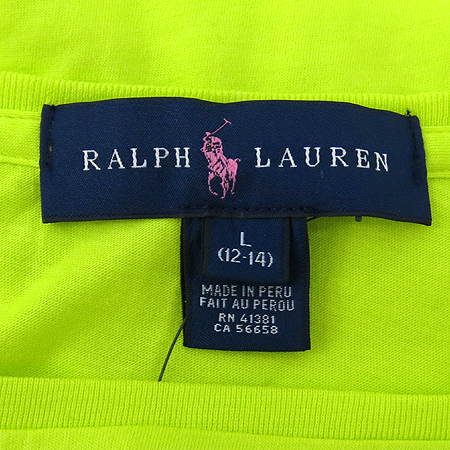 RALPH LAUREN
L
(12-14)
MADE IN PERU
FAIT AU PEROU
RN 41381
CA 56658